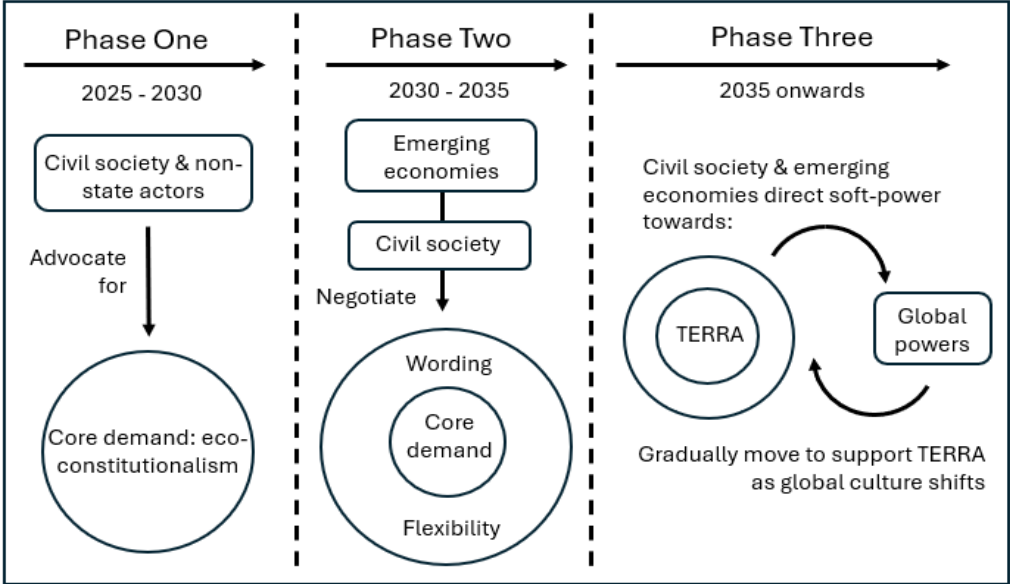 Phase One
2025 - 2030
Civil society & non-
state actors
Advocate
for
Core demand: eco-
constitutionalism
Phase Two
2030 - 2035
Emerging
economies
Civil society
Negotiate
Wording
Core
demand
Flexibility
Phase Three
2035 onwards
Civil society & emerging
economies direct soft-power
towards:
TERRA
Global
powers
Gradually move to support TERRA
as global culture shifts